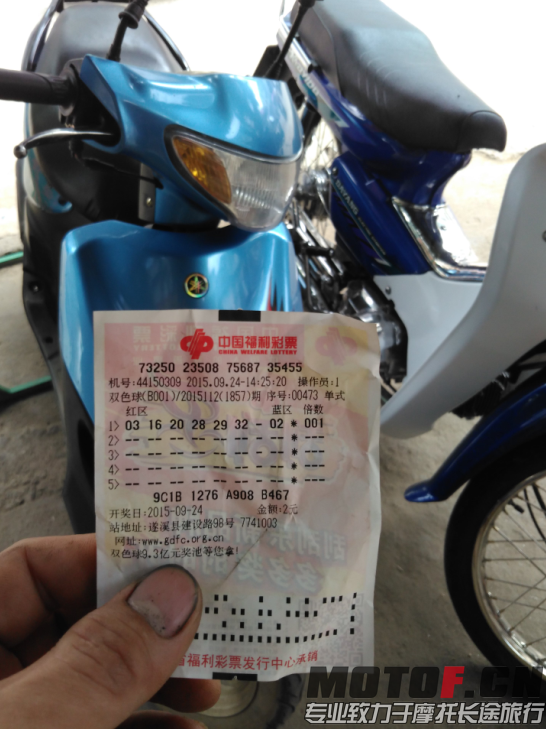 中国福利彩票
CHINA WELFARE LOTTERY
73250 23508 75687 35455
机号:44150309 2015.09.24-14:25:20 操作员:1
双色球(B001)/2015112(1857)期 序号:00473 单式
红区 蓝区 倍数
1> 03 16 20 28 29 32 - 02 * 001
2> -- -- -- -- -- -- - -- * ---
3> -- -- -- -- -- -- - -- * ---
4> -- -- -- -- -- -- - -- * ---
5> -- -- -- -- -- -- - -- * ---
9C1B 1276 A908 B467
开奖日:2015-09-24 金额:2元
站地址:遂溪县建设路98号 7741003
网址:www.gdfc.org.cn
双色球9.3亿元奖池等您拿!
省福利彩票发行中心承销
MOTOF.CN
专业致力于摩托长途旅行